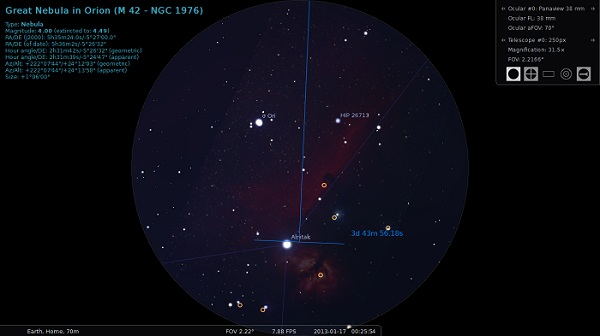 Great Nebula in Orion (M 42 - NGC 1976)
Type: Nebula
Magnitude: 4.00 (extincted to: 4.49)
RA/DE (J2000): 5h35m24.0s/-5°27'00.0"
RA/DE (of date): 5h36m2s/-5°26'32"
Hour angle/DE: 2h31m42s/-5°26'32" (geometric)
Hour angle/DE: 2h31m39s/-5°24'47" (apparent)
Az/Alt: +222°07'44"/+24°12'03" (geometric)
Az/Alt: +222°07'44"/+24°13'58" (apparent)
Size: +1°06'00"
Ocular #0: Panaview 38 mm
Ocular FL: 38 mm
Ocular aFOV: 70°
Telescope #0: 250px
Magnification: 31.5x
FOV: 2.2166°
σ Ori
HIP 26713
3d 43m 56.18s
Alnitak
Earth, Home, 70m
FOV 2.22°
7.88 FPS
2013-01-17
00:25:54